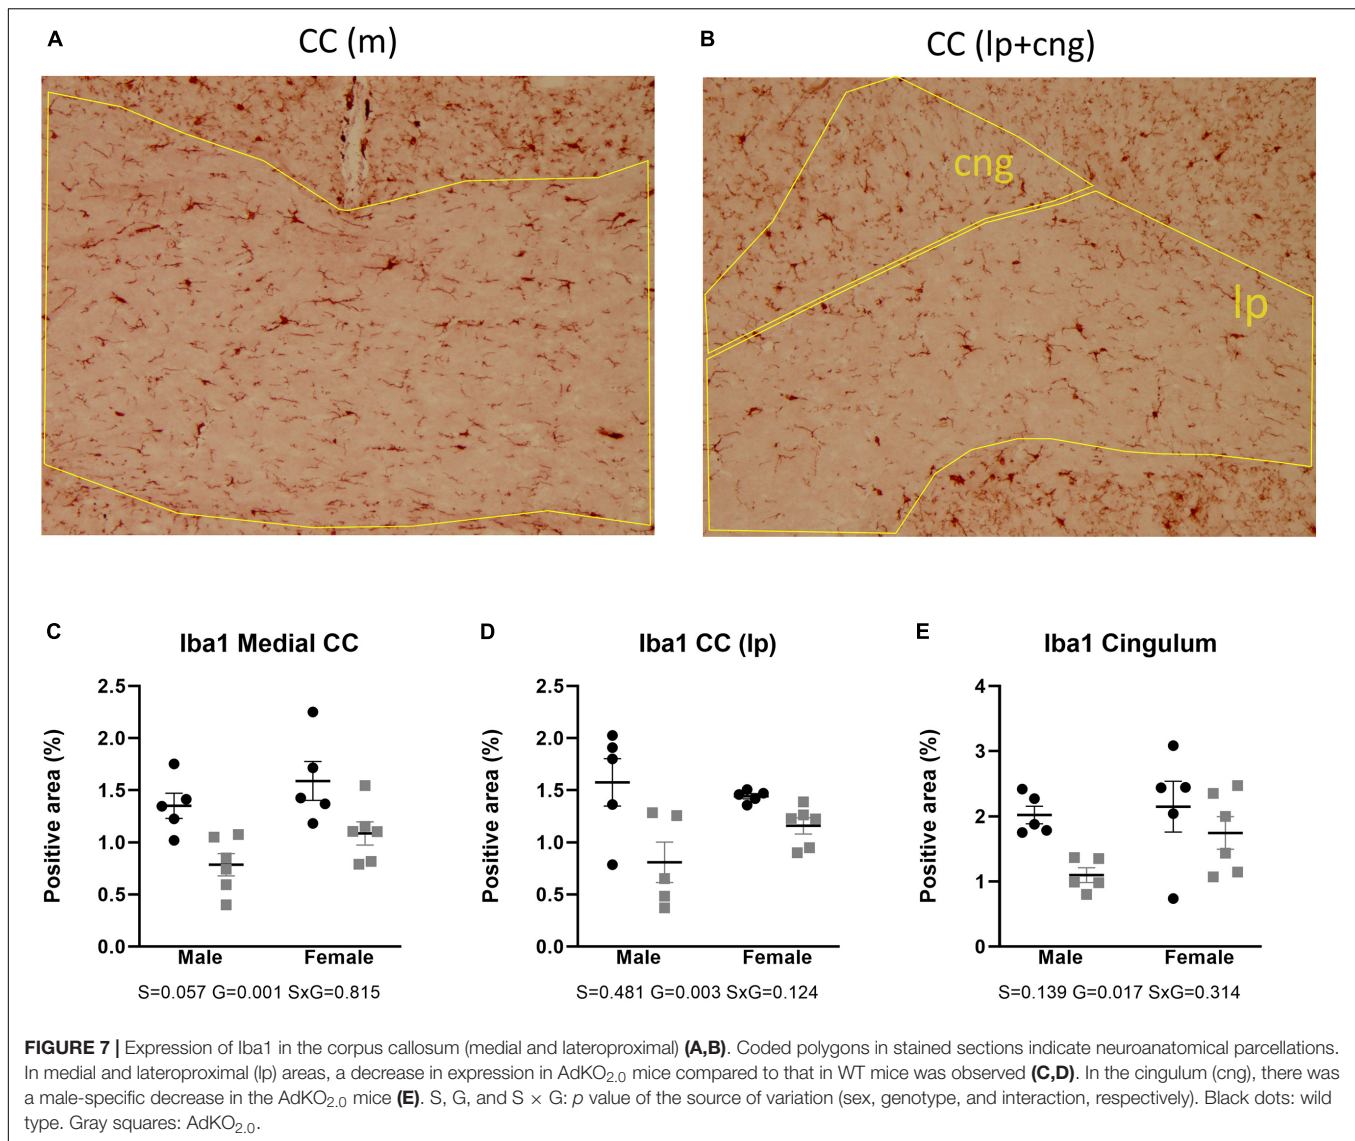 A
CC (m)
B
CC (lp+cng)
cng
lp
C
Iba1 Medial CC
Positive area (%)
2.5
2.0
1.5
1.0
0.5
0.0
Male
Female
S=0.057 G=0.001 SxG=0.815
D
Iba1 CC (lp)
Positive area (%)
2.5
2.0
1.5
1.0
0.5
0.0
Male
Female
S=0.481 G=0.003 SxG=0.124
E
Iba1 Cingulum
Positive area (%)
4
3
2
1
0
Male
Female
S=0.139 G=0.017 SxG=0.314
FIGURE 7 | Expression of Iba1 in the corpus callosum (medial and lateroproximal) (A,B). Coded polygons in stained sections indicate neuroanatomical parcellations.
In medial and lateroproximal (lp) areas, a decrease in expression in AdKO2.0 mice compared to that in WT mice was observed (C,D). In the cingulum (cng), there was
a male-specific decrease in the AdKO2.0 mice (E). S, G, and S × G: p value of the source of variation (sex, genotype, and interaction, respectively). Black dots: wild
type. Gray squares: AdKO2.0.